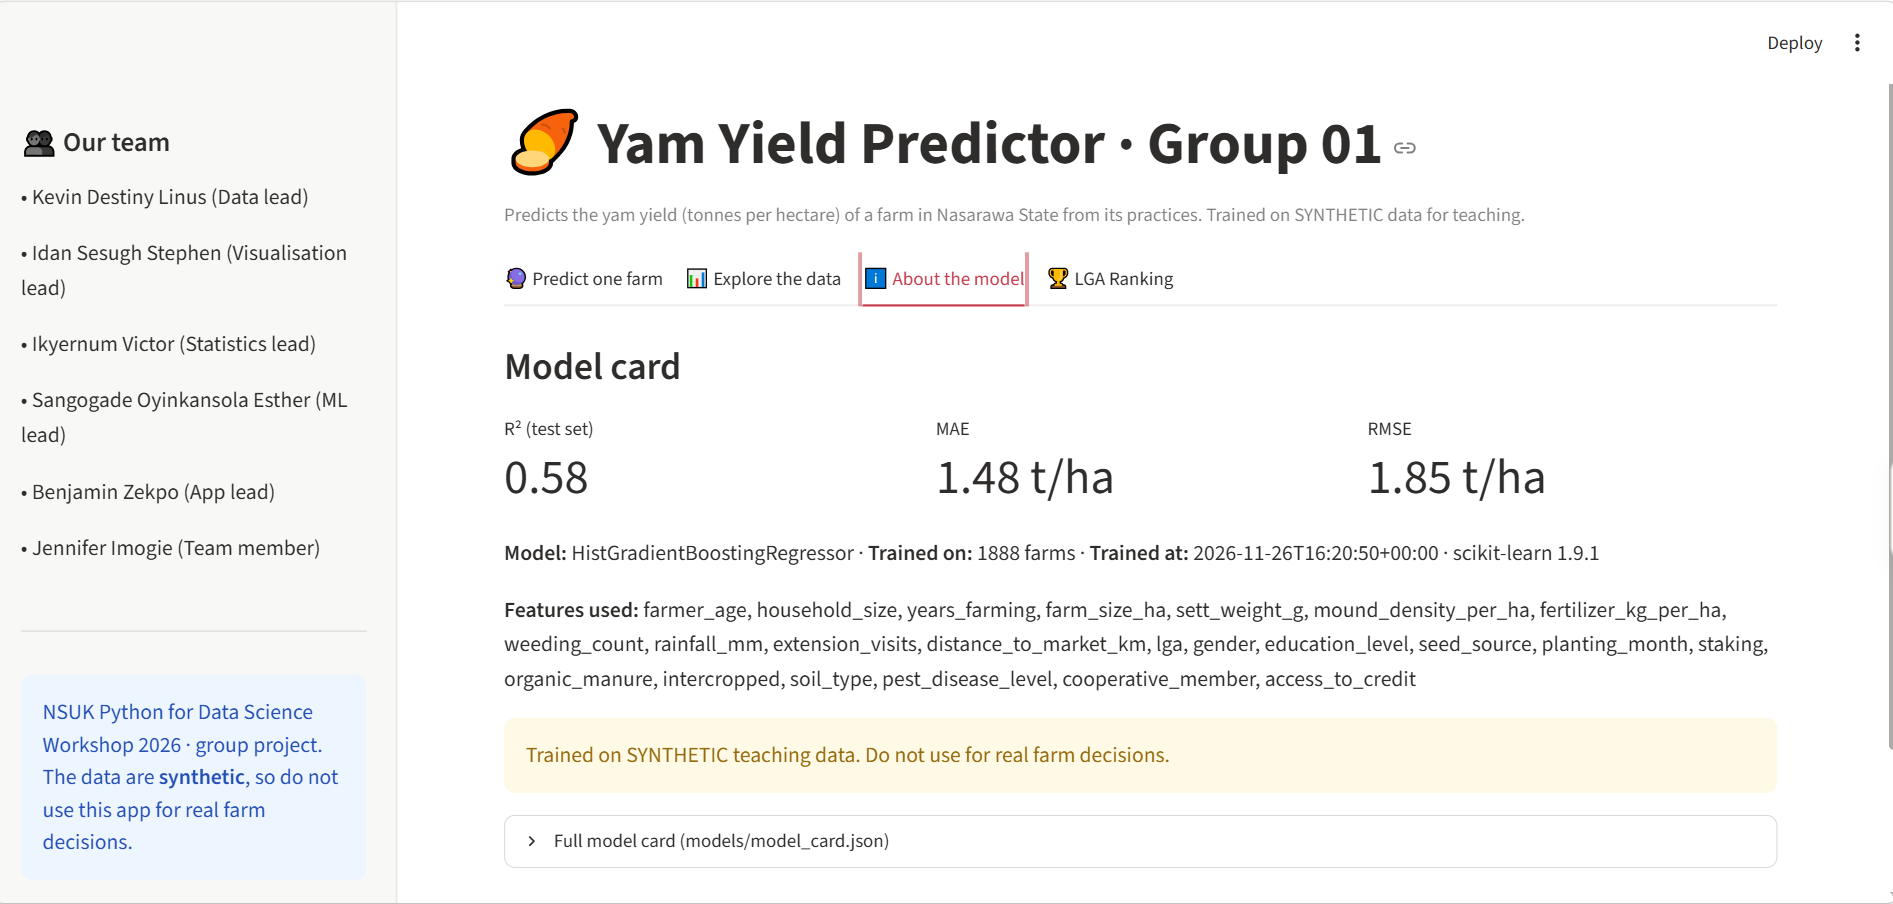 Deploy
Our team
• Kevin Destiny Linus (Data lead)
• Idan Sesugh Stephen (Visualisation
lead)
• Ikyernum Victor (Statistics lead)
• Sangogade Oyinkansola Esther (ML
lead)
• Benjamin Zekpo (App lead)
• Jennifer Imogie (Team member)
NSUK Python for Data Science
Workshop 2026 · group project.
The data are synthetic, so do not
use this app for real farm
decisions.
Yam Yield Predictor · Group 01
Predicts the yam yield (tonnes per hectare) of a farm in Nasarawa State from its practices. Trained on SYNTHETIC data for teaching.
Predict one farm
Explore the data
About the model
LGA Ranking
Model card
R² (test set)
0.58
MAE
1.48 t/ha
RMSE
1.85 t/ha
Model: HistGradientBoostingRegressor · Trained on: 1888 farms · Trained at: 2026-11-26T16:20:50+00:00 · scikit-learn 1.9.1
Features used: farmer_age, household_size, years_farming, farm_size_ha, sett_weight_g, mound_density_per_ha, fertilizer_kg_per_ha,
weeding_count, rainfall_mm, extension_visits, distance_to_market_km, lga, gender, education_level, seed_source, planting_month, staking,
organic_manure, intercropped, soil_type, pest_disease_level, cooperative_member, access_to_credit
Trained on SYNTHETIC teaching data. Do not use for real farm decisions.
Full model card (models/model_card.json)